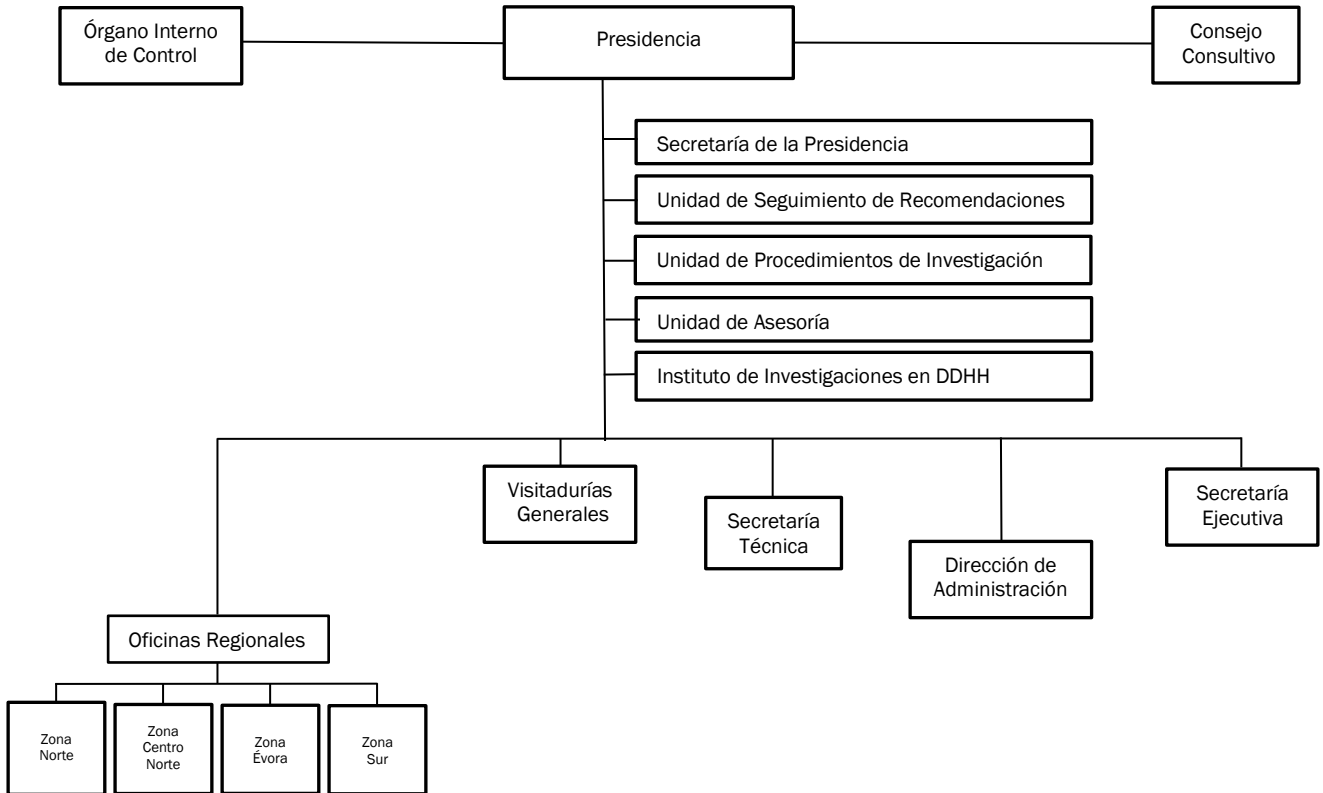 Órgano Interno
de Control
Presidencia
Consejo
Consultivo
Secretaría de la Presidencia
Unidad de Seguimiento de Recomendaciones
Unidad de Procedimientos de Investigación
Unidad de Asesoría
Instituto de Investigaciones en DDHH
Visitadurías
Generales
Secretaría
Técnica
Dirección de
Administración
Secretaría
Ejecutiva
Oficinas Regionales
Zona
Norte
Zona
Centro
Norte
Zona
Évora
Zona
Sur